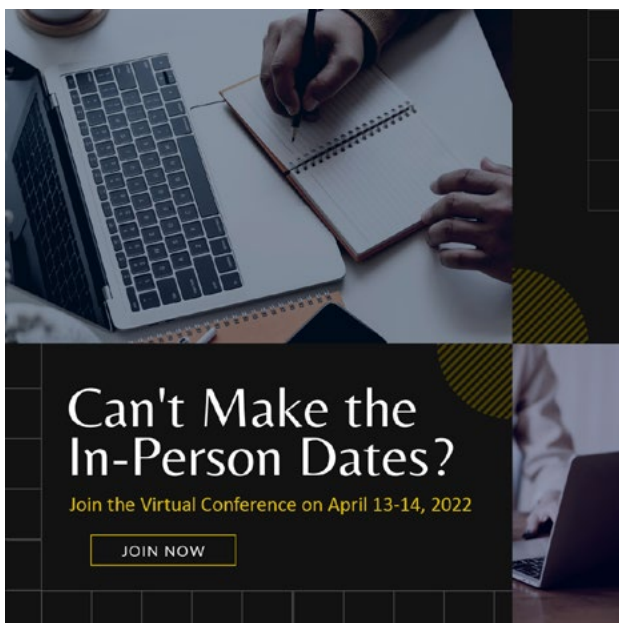 Can't Make the
In-Person Dates?
Join the Virtual Conference on April 13-14, 2022
JOIN NOW